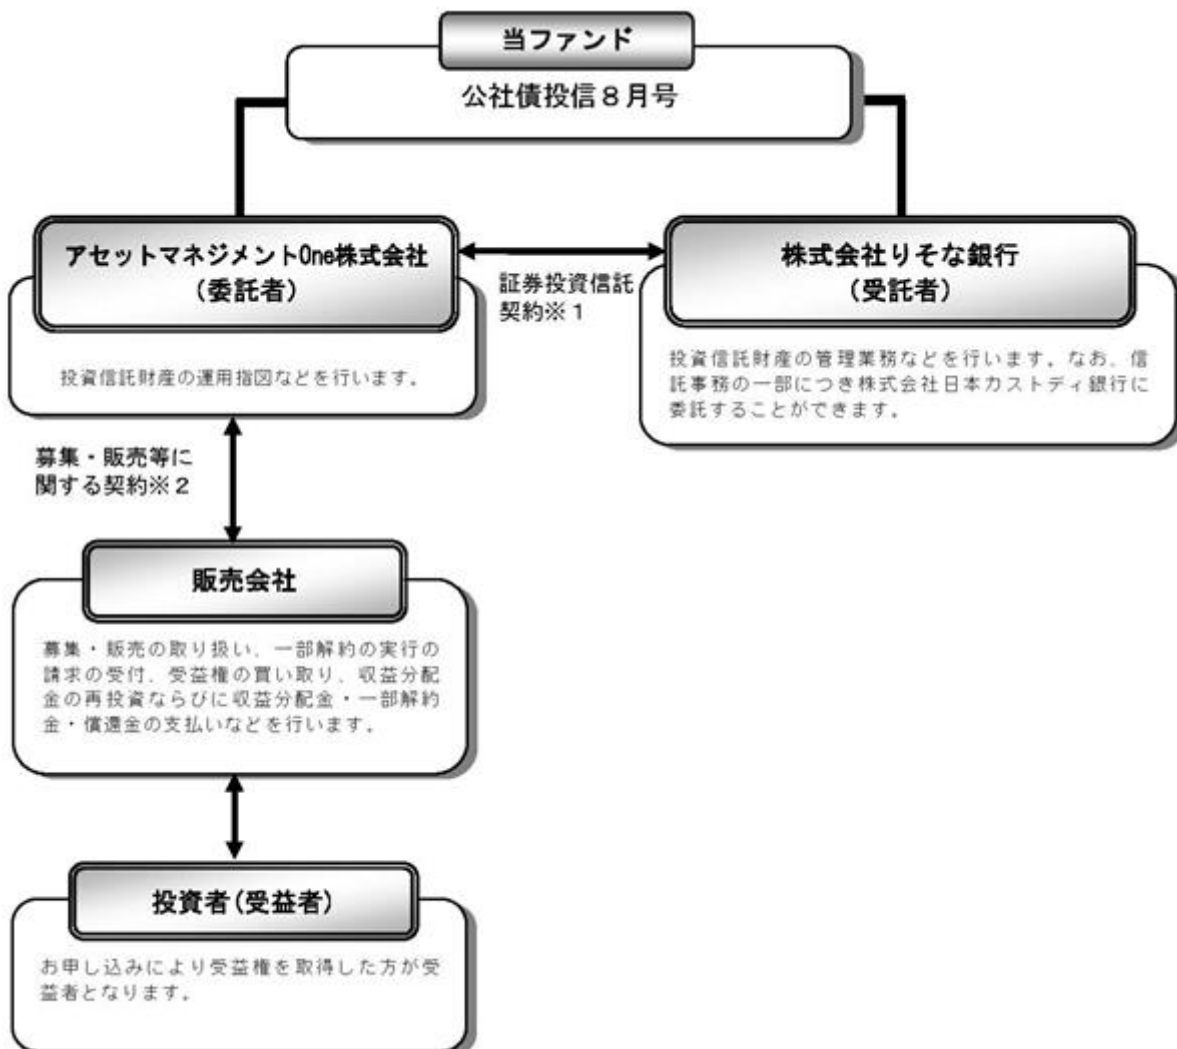 当ファンド
公社債投信８月号
アセットマネジメントOne株式会社
（委託者）
証券投資信託
契約※１
株式会社りそな銀行
（受託者）
投資信託財産の運用指図などを行います。
投資信託財産の管理業務などを行います。なお、信
託事務の一部につき株式会社日本カストディ銀行に
委託することができます。
募集・販売等に
関する契約※２
販売会社
募集・販売の取り扱い、一部解約の実行の
請求の受付、受益権の買い取り、収益分配
金の再投資ならびに収益分配金・一部解約
金・償還金の支払いなどを行います。
投資者(受益者)
お申し込みにより受益権を取得した方が受
益者となります。